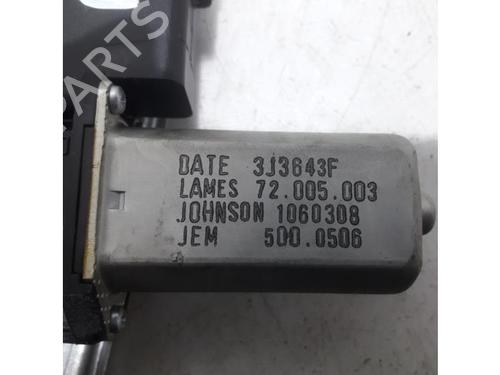 PARTS
DATE 3J3643F
LAMES 72.005.003
JOHNSON 1060308
JEM 500.0506